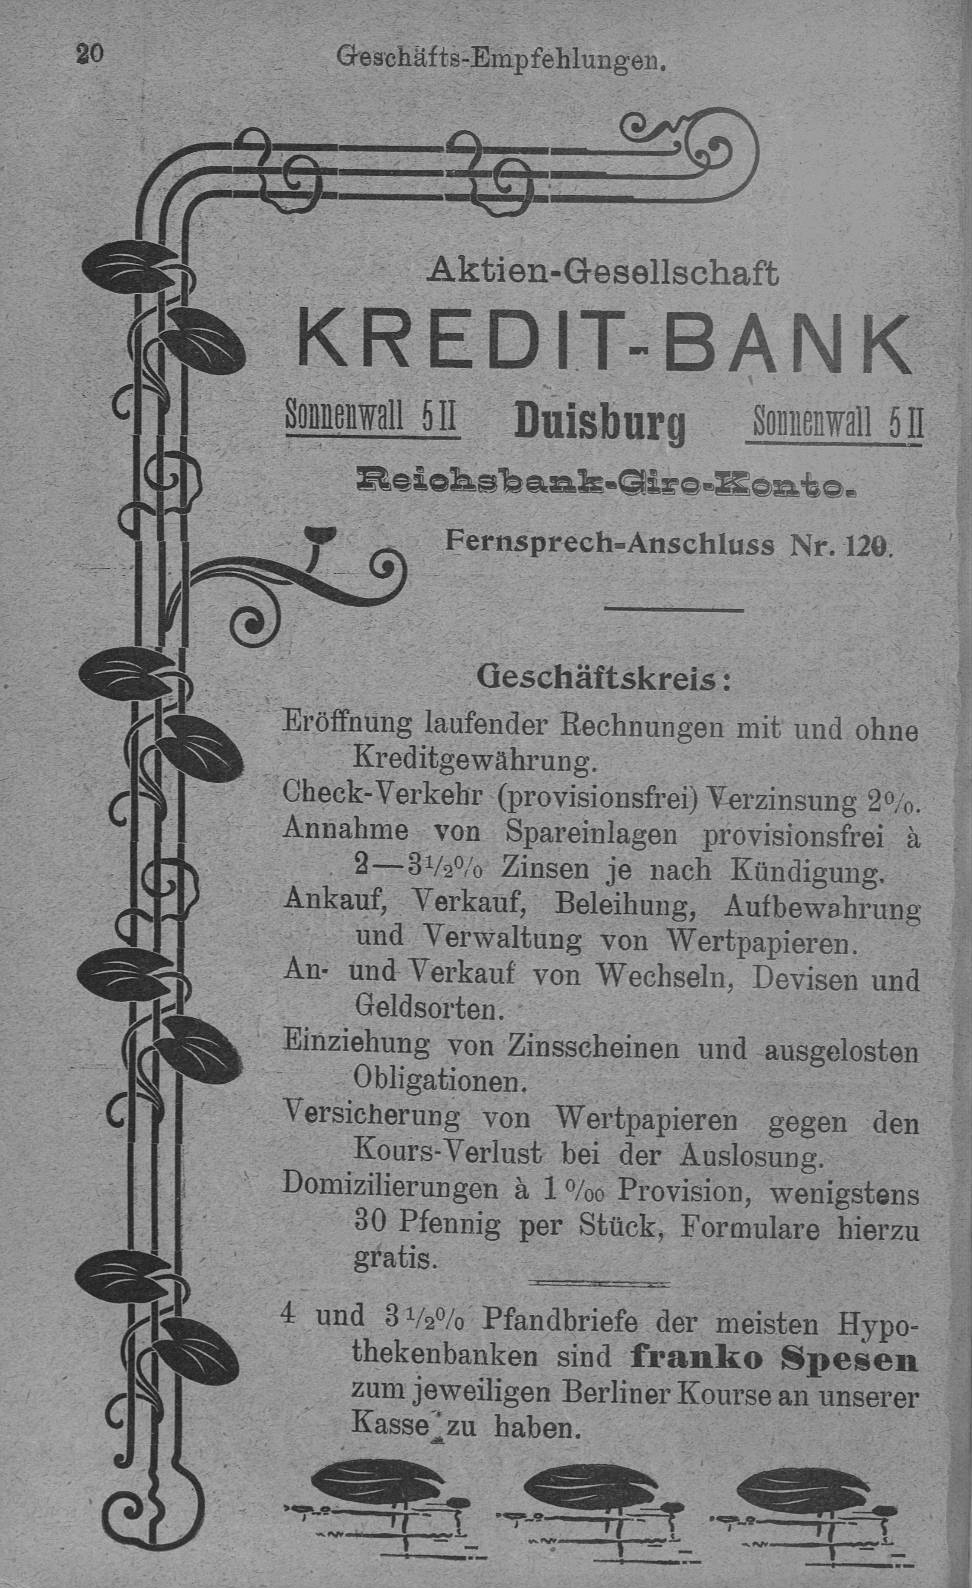 20
Geschäfts-Empfehlungen.
Aktien-Gesellschaft
KREDIT-BANK
Sonnenwall 5 II Duisburg Sonnenwall 5 II
Reichsbank-Giro-Konto.
Fernsprech-Anschluss Nr. 120.
Geschäftskreis:
Eröffnung laufender Rechnungen mit und ohne
Kreditgewährung.
Check-Verkehr (provisionsfrei) Verzinsung 2%.
Annahme von Spareinlagen provisionsfrei à
2—3½% Zinsen je nach Kündigung.
Ankauf, Verkauf, Beleihung, Aufbewahrung
und Verwaltung von Wertpapieren.
An- und Verkauf von Wechseln, Devisen und
Geldsorten.
Einziehung von Zinsscheinen und ausgelosten
Obligationen.
Versicherung von Wertpapieren gegen den
Kours-Verlust bei der Auslosung.
Domizilierungen à 1‰ Provision, wenigstens
30 Pfennig per Stück, Formulare hierzu
gratis.
4 und 3½% Pfandbriefe der meisten Hypo-
thekenbanken sind franko Spesen
zum jeweiligen Berliner Kourse an unserer
Kasse zu haben.